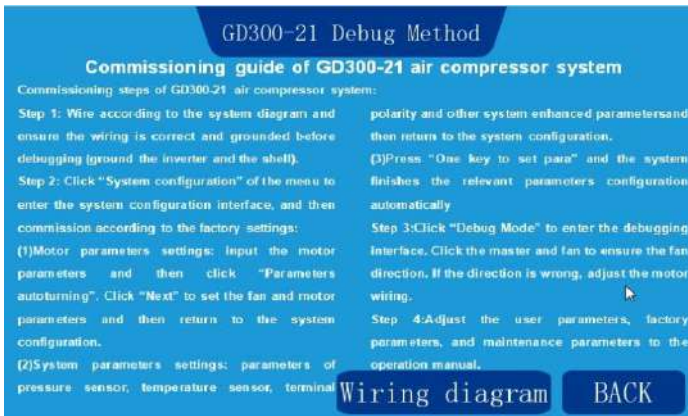 GD300-21 Debug Method
Commissioning guide of GD300-21 air compressor system
Commissioning steps of GD300-21 air compressor system:
Step 1: Wire according to the system diagram and
ensure the wiring is correct and grounded before
debugging (ground the inverter and the shell).
Step 2: Click "System configuration" of the menu to
enter the system configuration interface, and then
commission according to the factory settings:
(1)Motor parameters settings: input the motor
parameters and then click "Parameters
autoturning". Click "Next" to set the fan and motor
parameters and then return to the system
configuration.
(2)System parameters settings: parameters of
pressure sensor, temperature sensor, terminal
polarity and other system enhanced parametersand
then return to the system configuration.
(3)Press "One key to set para" and the system
finishes the relevant parameters configuration
automatically
Step 3:Click "Debug Mode" to enter the debugging
interface. Click the master and fan to ensure the fan
direction. If the direction is wrong, adjust the motor
wiring.
Step 4:Adjust the user parameters, factory
parameters, and maintenance parameters to the
operation manual.
Wiring diagram
BACK